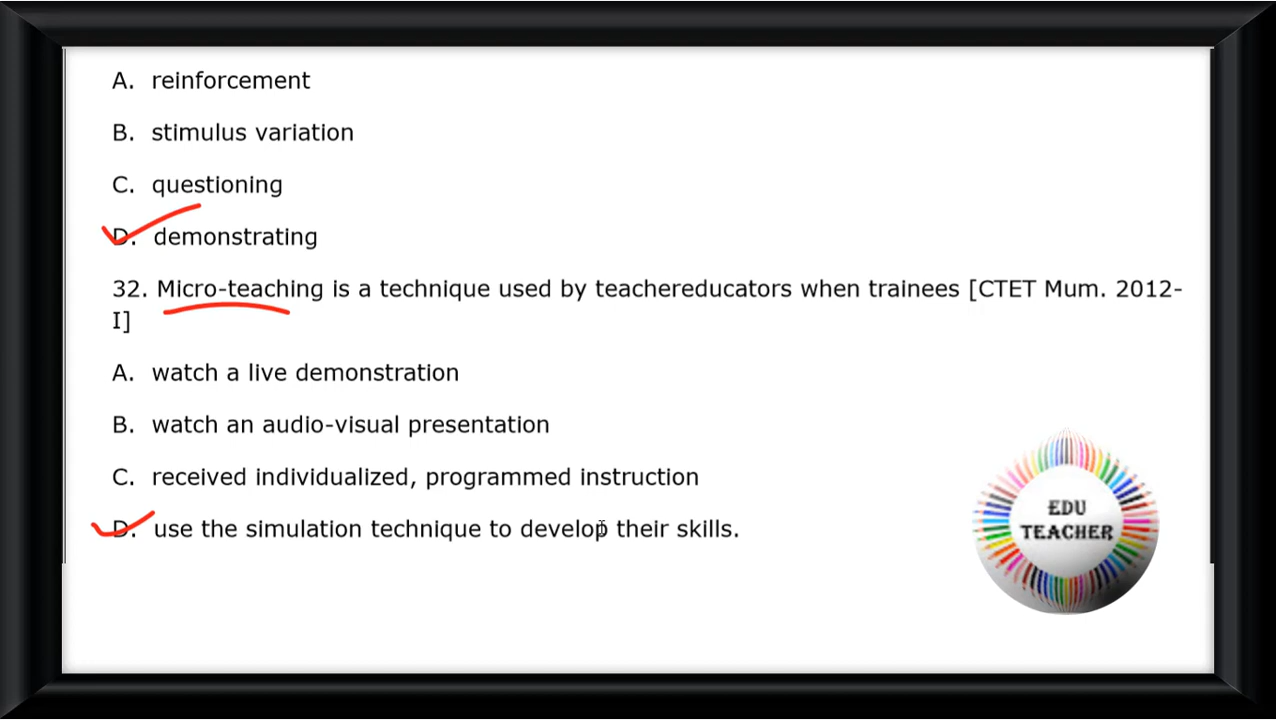 A. reinforcement
B. stimulus variation
C. questioning
D. demonstrating
32. Micro-teaching is a technique used by teachereducators when trainees [CTET Mum. 2012-
I]
A. watch a live demonstration
B. watch an audio-visual presentation
C. received individualized, programmed instruction
D. use the simulation technique to develop their skills.
EDU
TEACHER